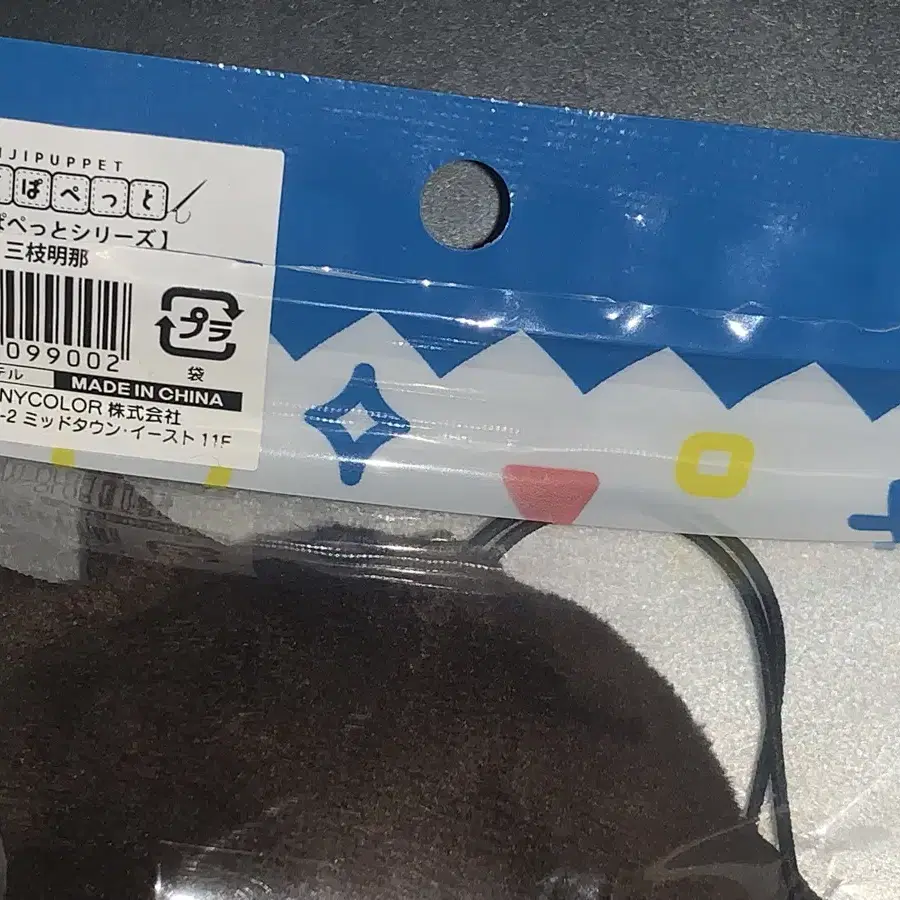 IJIPUPPET
ぱぺっと
ぱぺっとシリーズ】
三枝明那
プラ
099002
袋
テル
MADE IN CHINA
NYCOLOR 株式会社
-2 ミッドタウン・イースト 11F